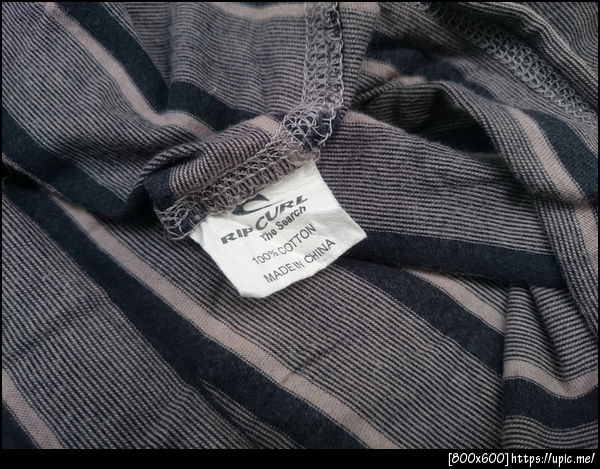 RIP CURL
The Search
100% COTTON
MADE IN CHINA
[800x600] https://upic.me/